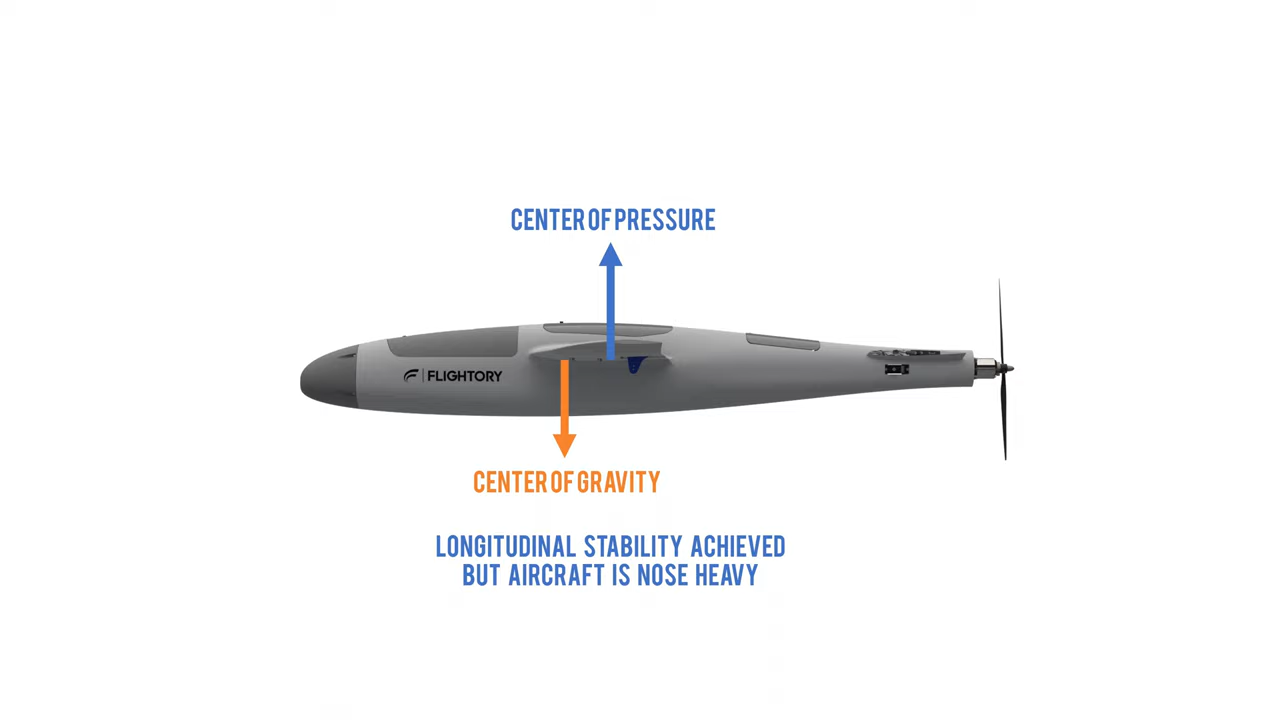 CENTER OF PRESSURE
FLIGHTORY
CENTER OF GRAVITY
LONGITUDINAL STABILITY ACHIEVED
BUT AIRCRAFT IS NOSE HEAVY